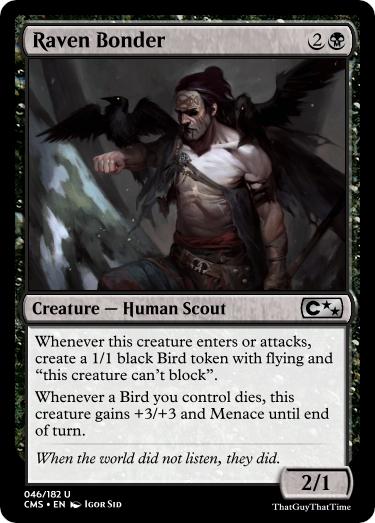 Raven Bonder 2
Creature — Human Scout C
Whenever this creature enters or attacks,
create a 1/1 black Bird token with flying and
“this creature can’t block”.
Whenever a Bird you control dies, this
creature gains +3/+3 and Menace until end
of turn.
When the world did not listen, they did.
2/1
046/182 U
CMS • EN Igor Sid
ThatGuyThatTime